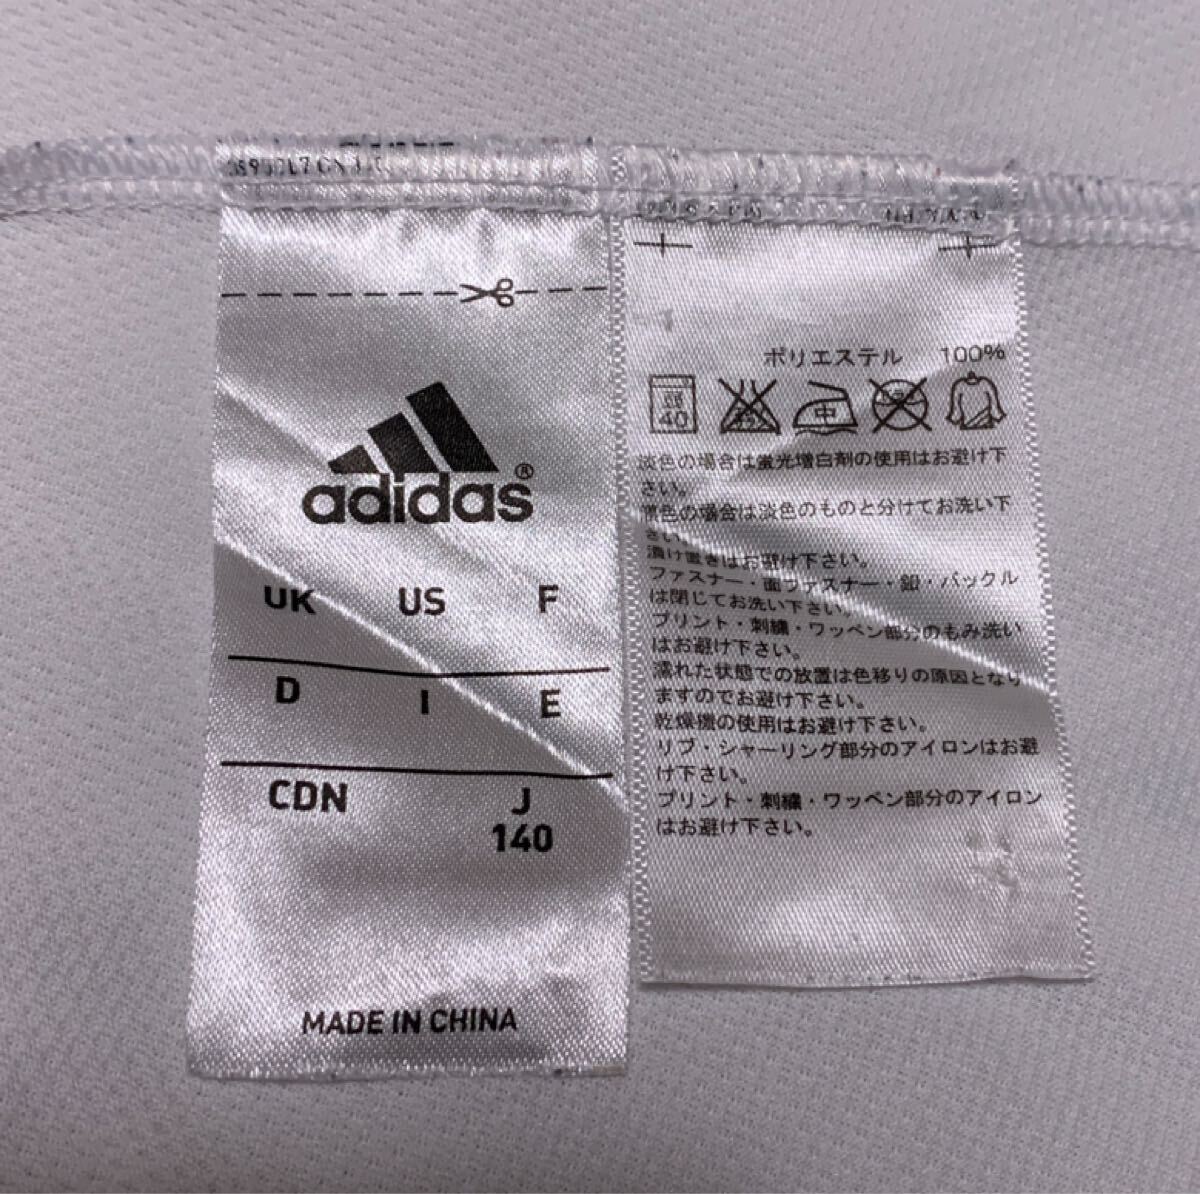 adidas®
UK US F
D I E
CDN J
140
MADE IN CHINA
ポリエステル 100%
40
中
淡色の場合は蛍光増白剤の使用はお避け下
さい。
濃色の場合は淡色のものと分けてお洗い下
さい。
漬け置きはお避け下さい。
ファスナー・面ファスナー・釦・バックル
は閉じてお洗い下さい。
プリント・刺繍・ワッペン部分のもみ洗い
はお避け下さい。
濡れた状態での放置は色移りの原因となり
ますのでお避け下さい。
乾燥機の使用はお避け下さい。
リブ・シャーリング部分のアイロンはお避
け下さい。
プリント・刺繍・ワッペン部分のアイロン
はお避け下さい。